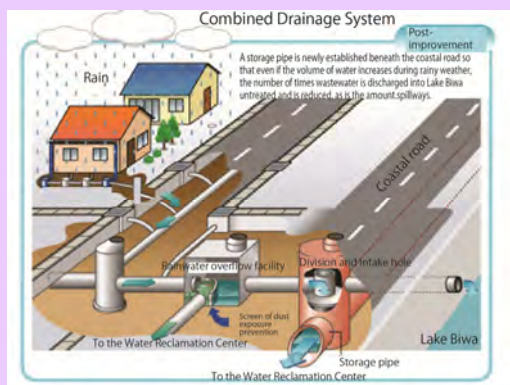 Combined Drainage System
Post-
improvement
A storage pipe is newly established beneath the coastal road so
that even if the volume of water increases during rainy weather,
the number of times wastewater is discharged into Lake Biwa
untreated and is reduced, as is the amount spillways.
Rain
Coastal road
Rainwater overflow facility
Division and Intake hole
Screen of dust
exposure
prevention
To the Water Reclamation Center
Lake Biwa
Storage pipe
To the Water Reclamation Center